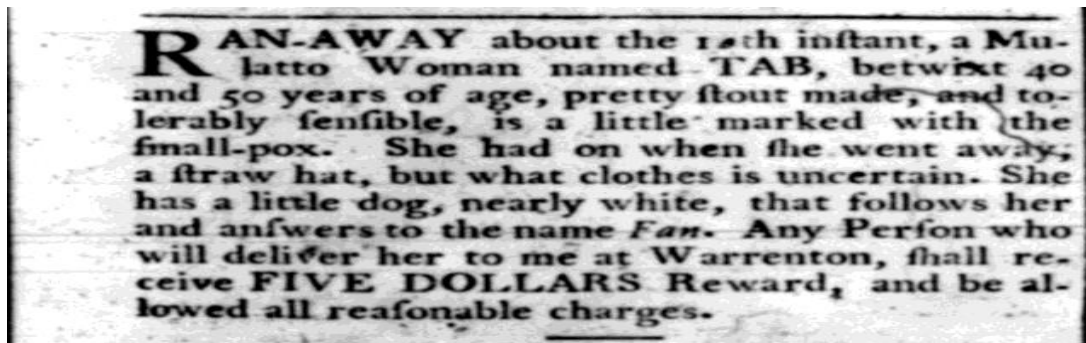 RAN-AWAY about the 10th inſtant, a Mu-
latto Woman named TAB, betwixt 40
and 50 years of age, pretty ſtout made, and to-
lerably ſenſible, is a little marked with the
ſmall-pox. She had on when ſhe went away,
a ſtraw hat, but what clothes is uncertain. She
has a little dog, nearly white, that follows her
and anſwers to the name Fan. Any Perſon who
will deliver her to me at Warrenton, ſhall re-
ceive FIVE DOLLARS Reward, and be al-
lowed all reaſonable charges.